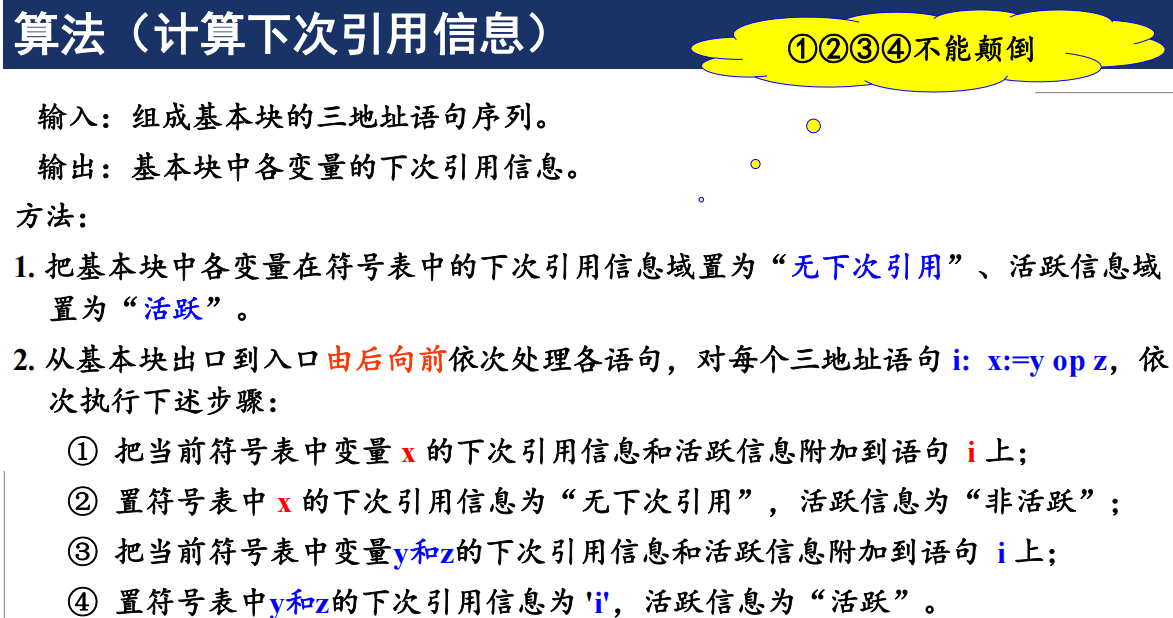 算法（计算下次引用信息）
①②③④不能颠倒
输入：组成基本块的三地址语句序列。
输出：基本块中各变量的下次引用信息。
方法：
1. 把基本块中各变量在符号表中的下次引用信息域置为“无下次引用”、活跃信息域
置为“活跃”。
2. 从基本块出口到入口由后向前依次处理各语句，对每个三地址语句 i: x:=y op z，依
次执行下述步骤：
① 把当前符号表中变量 x 的下次引用信息和活跃信息附加到语句 i 上；
② 置符号表中 x 的下次引用信息为“无下次引用”，活跃信息为“非活跃”；
③ 把当前符号表中变量y和z的下次引用信息和活跃信息附加到语句 i 上；
④ 置符号表中y和z的下次引用信息为 'i'，活跃信息为“活跃”。